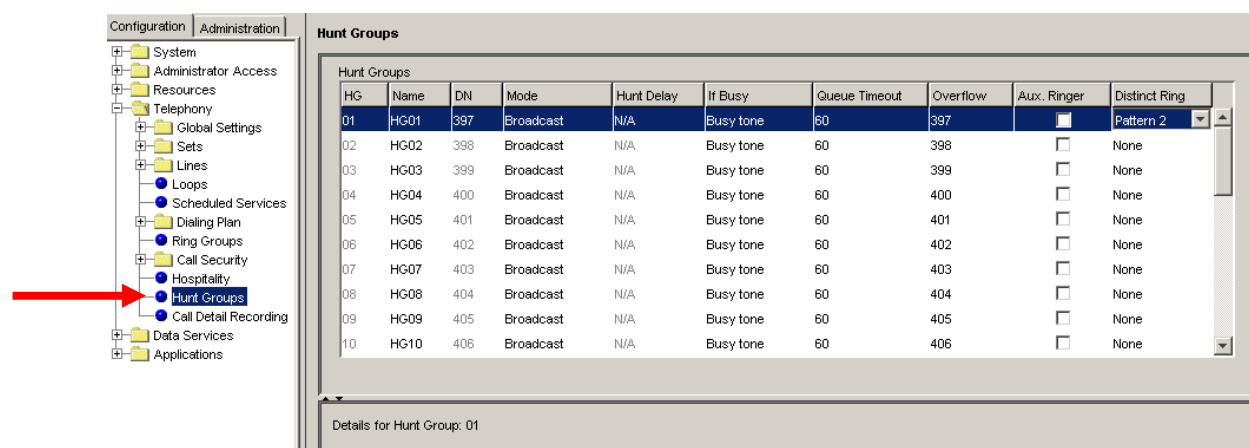 Configuration Administration
System
Administrator Access
Resources
Telephony
Global Settings
Sets
Lines
Loops
Scheduled Services
Dialing Plan
Ring Groups
Call Security
Hospitality
Hunt Groups
Call Detail Recording
Data Services
Applications
Hunt Groups
Hunt Groups
HG Name DN Mode Hunt Delay If Busy Queue Timeout Overflow Aux. Ringer Distinct Ring
01 HG01 397 Broadcast N/A Busy tone 60 397 Pattern 2
02 HG02 398 Broadcast N/A Busy tone 60 398 None
03 HG03 399 Broadcast N/A Busy tone 60 399 None
04 HG04 400 Broadcast N/A Busy tone 60 400 None
05 HG05 401 Broadcast N/A Busy tone 60 401 None
06 HG06 402 Broadcast N/A Busy tone 60 402 None
07 HG07 403 Broadcast N/A Busy tone 60 403 None
08 HG08 404 Broadcast N/A Busy tone 60 404 None
09 HG09 405 Broadcast N/A Busy tone 60 405 None
10 HG10 406 Broadcast N/A Busy tone 60 406 None
Details for Hunt Group: 01